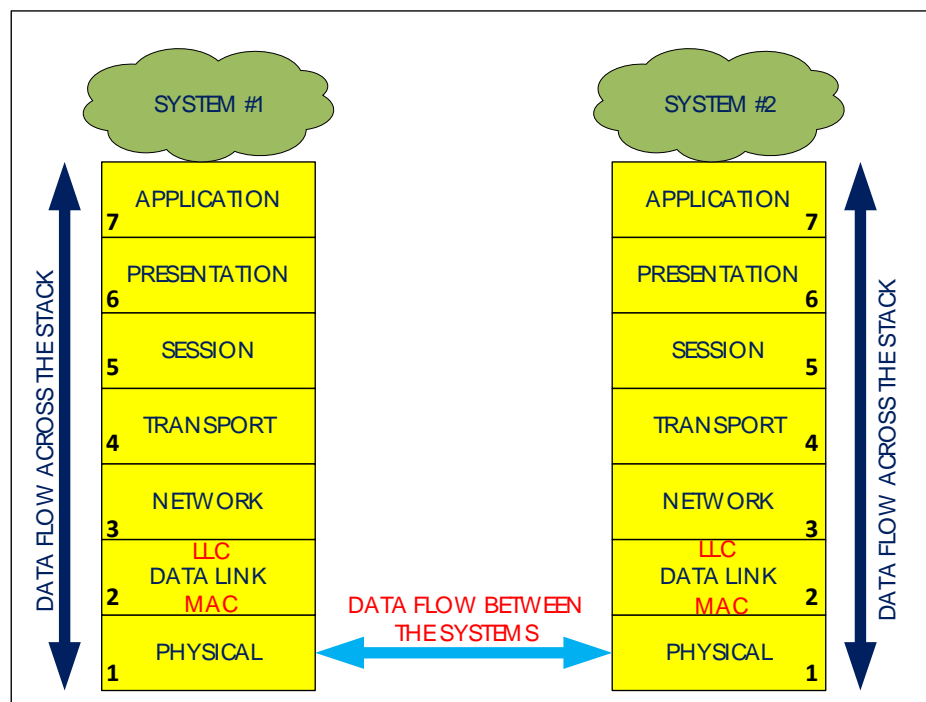 SYSTEM #1
APPLICATION
7
PRESENTATION
6
SESSION
5
TRANSPORT
4
NETWORK
3
LLC
DATA LINK
2
MAC
PHYSICAL
1
DATA FLOW ACROSS THE STACK
DATA FLOW BETWEEN
THE SYSTEMS
SYSTEM #2
APPLICATION
7
PRESENTATION
6
SESSION
5
TRANSPORT
4
NETWORK
3
LLC
DATA LINK
2
MAC
PHYSICAL
1
DATA FLOW ACROSS THE STACK